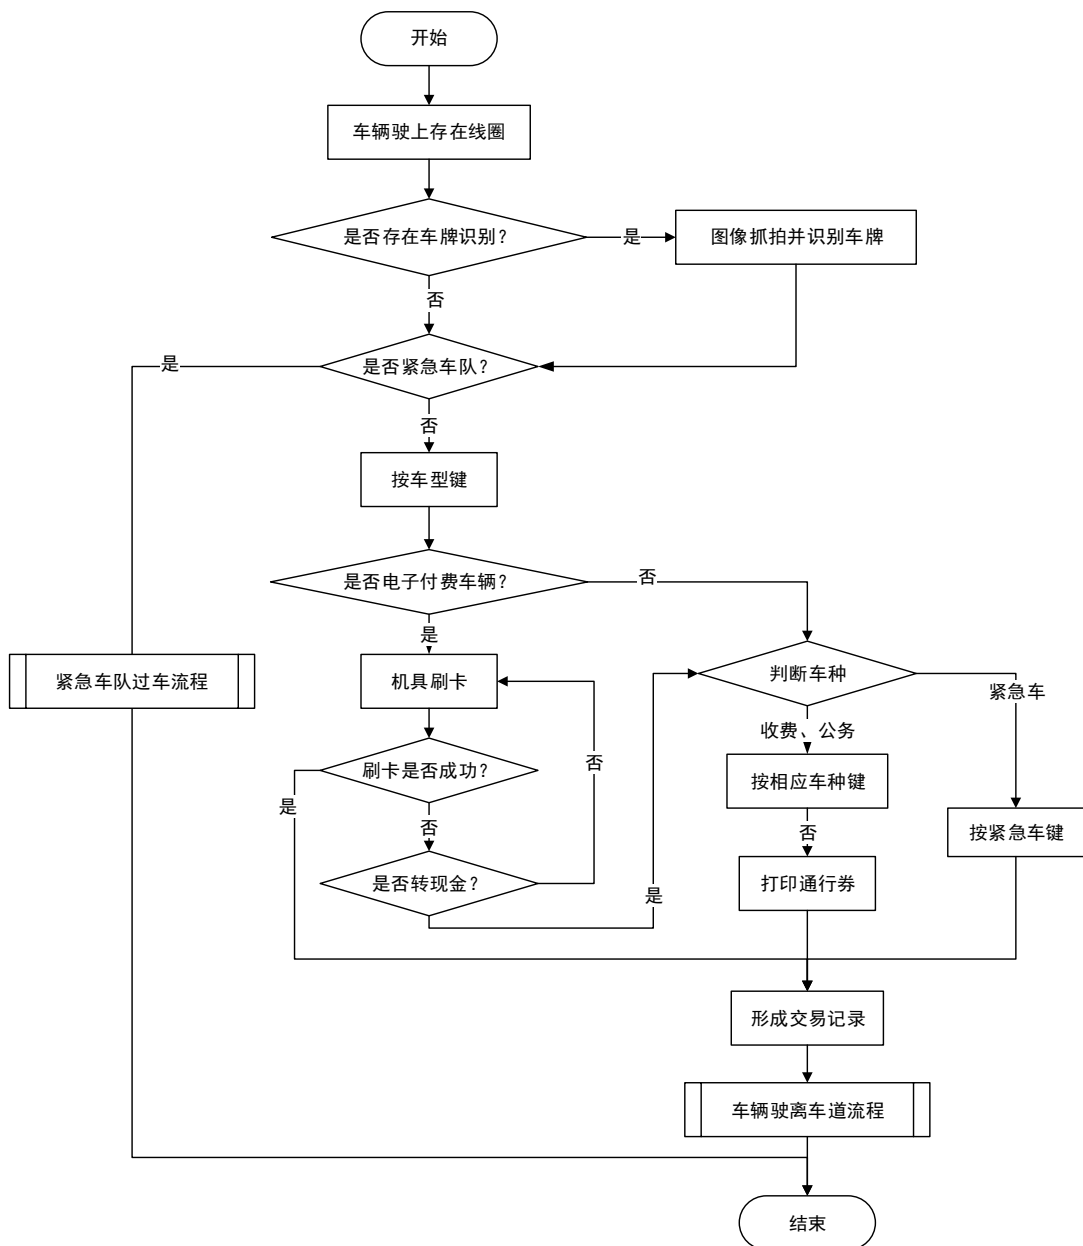 开始
车辆驶上存在线圈
是否存在车牌识别?
是
图像抓拍并识别车牌
否
是
是否紧急车队?
否
按车型键
是否电子付费车辆?
否
是
紧急车队过车流程
机具刷卡
判断车种
紧急车
收费、公务
刷卡是否成功?
否
按相应车种键
是
否
否
按紧急车键
是否转现金?
是
打印通行券
形成交易记录
车辆驶离车道流程
结束